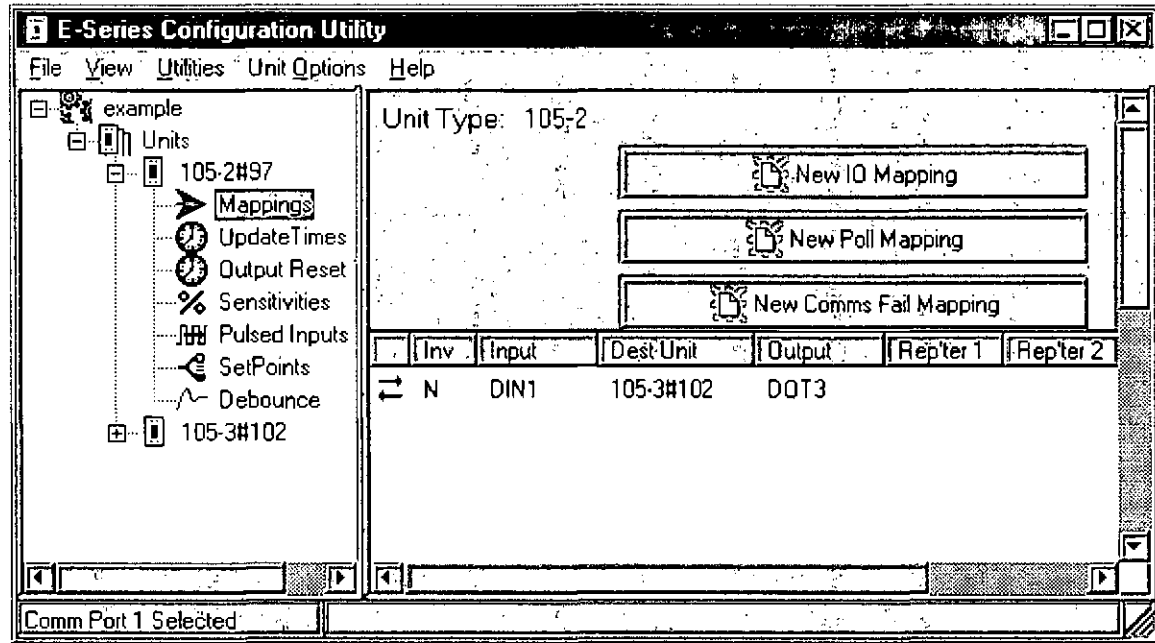 E-Series Configuration Utility
File View Utilities Unit Options Help
example
Units
105-2#97
Mappings
UpdateTimes
Output Reset
Sensitivities
Pulsed Inputs
SetPoints
Debounce
105-3#102
Unit Type: 105-2
New IO Mapping
New Poll Mapping
New Comms Fail Mapping
Inv Input Dest Unit Output Rep'ter 1 Rep'ter 2
N DIN1 105-3#102 DOT3
Comm Port 1 Selected